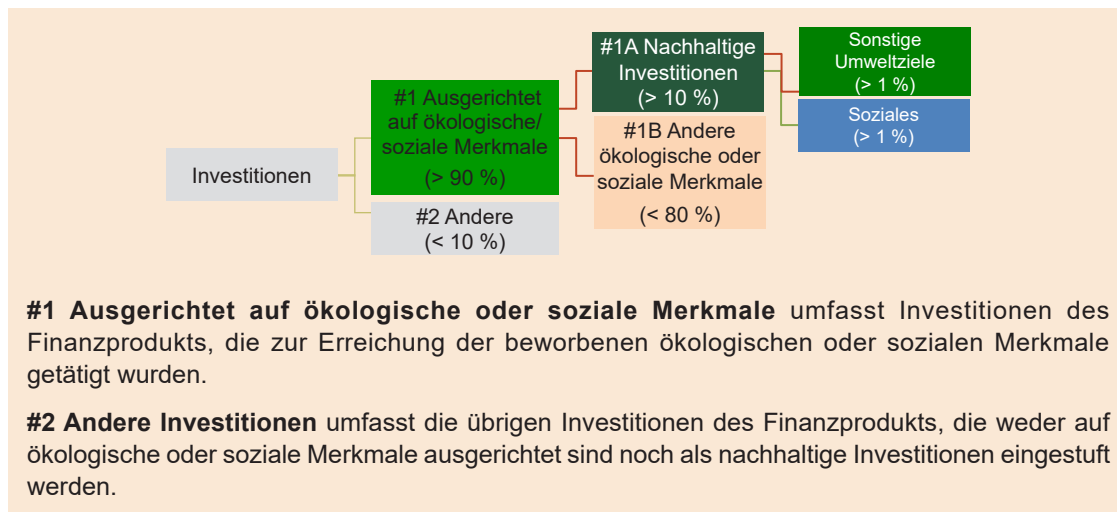 Investitionen
#1 Ausgerichtet
auf ökologische/
soziale Merkmale
(> 90 %)
#2 Andere
(< 10 %)
#1A Nachhaltige
Investitionen
(> 10 %)
#1B Andere
ökologische oder
soziale Merkmale
(< 80 %)
Sonstige
Umweltziele
(> 1 %)
Soziales
(> 1 %)
#1 Ausgerichtet auf ökologische oder soziale Merkmale umfasst Investitionen des
Finanzprodukts, die zur Erreichung der beworbenen ökologischen oder sozialen Merkmale
getätigt wurden.
#2 Andere Investitionen umfasst die übrigen Investitionen des Finanzprodukts, die weder auf
ökologische oder soziale Merkmale ausgerichtet sind noch als nachhaltige Investitionen eingestuft
werden.